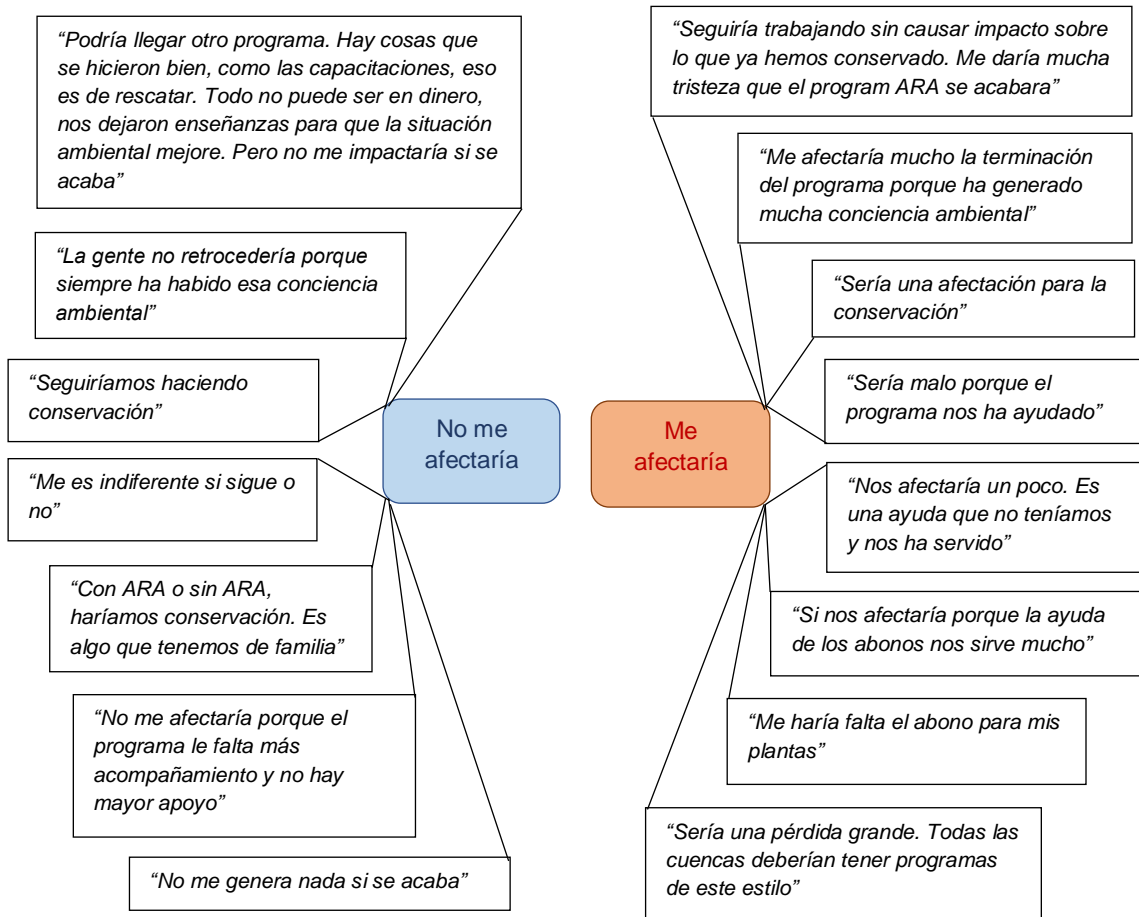 “Podría llegar otro programa. Hay cosas que
se hicieron bien, como las capacitaciones, eso
es de rescatar. Todo no puede ser en dinero,
nos dejaron enseñanzas para que la situación
ambiental mejore. Pero no me impactaría si se
acaba”
“La gente no retrocedería porque
siempre ha habido esa conciencia
ambiental”
“Seguiríamos haciendo
conservación”
“Me es indiferente si sigue o
no”
“Con ARA o sin ARA,
haríamos conservación. Es
algo que tenemos de familia”
“No me afectaría porque el
programa le falta más
acompañamiento y no hay
mayor apoyo”
“No me genera nada si se acaba”
No me
afectaría
Me
afectaría
“Seguiría trabajando sin causar impacto sobre
lo que ya hemos conservado. Me daría mucha
tristeza que el program ARA se acabara”
“Me afectaría mucho la terminación
del programa porque ha generado
mucha conciencia ambiental”
“Sería una afectación para la
conservación”
“Sería malo porque el
programa nos ha ayudado”
“Nos afectaría un poco. Es
una ayuda que no teníamos
y nos ha servido”
“Si nos afectaría porque la ayuda
de los abonos nos sirve mucho”
“Me haría falta el abono para mis
plantas”
“Sería una pérdida grande. Todas las
cuencas deberían tener programas
de este estilo”